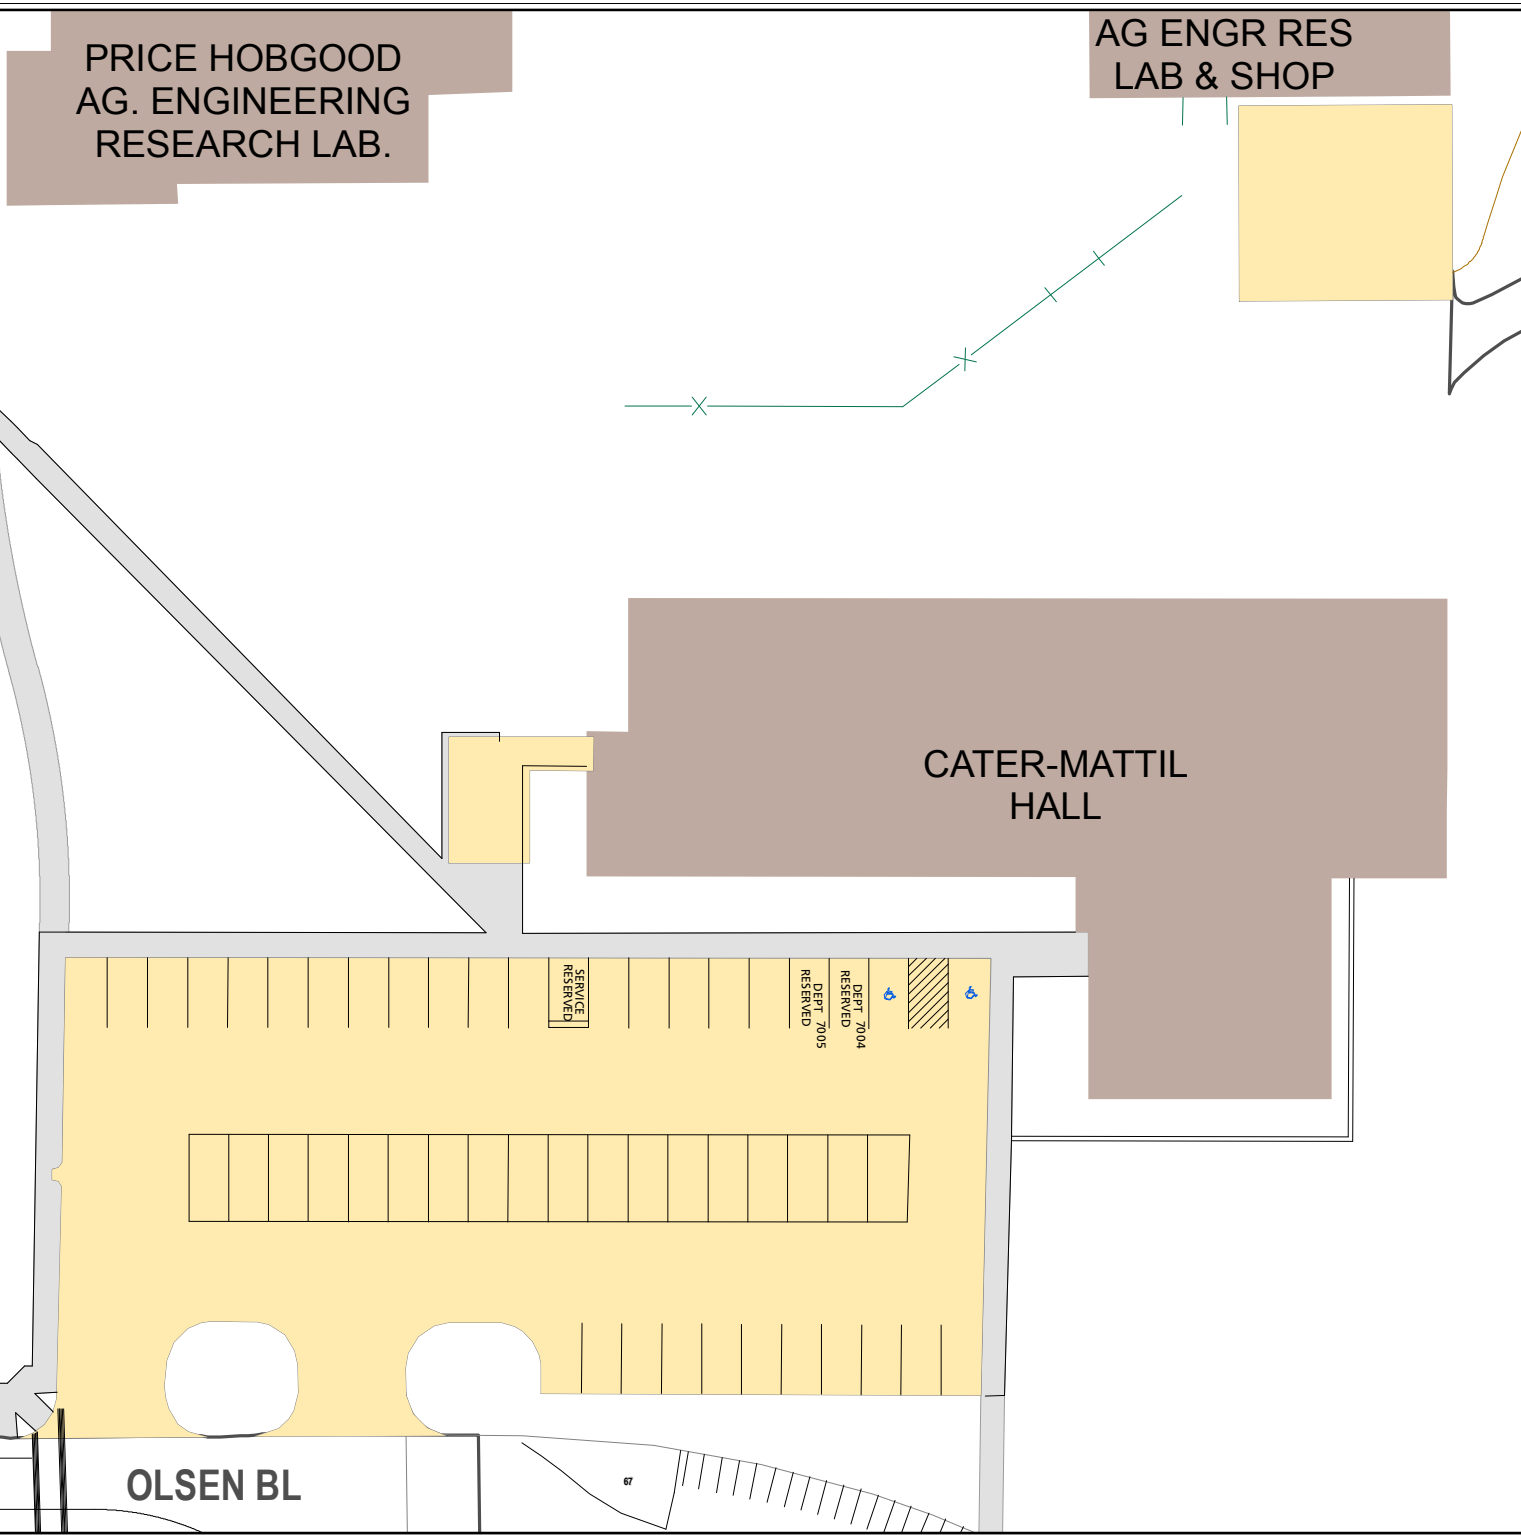 PRICE HOBGOOD
AG. ENGINEERING
RESEARCH LAB.
AG ENGR RES
LAB & SHOP
CATER-MATTIL
HALL
SERVICE
RESERVED
DEPT 7005
RESERVED
DEPT 7004
RESERVED
OLSEN BL
67